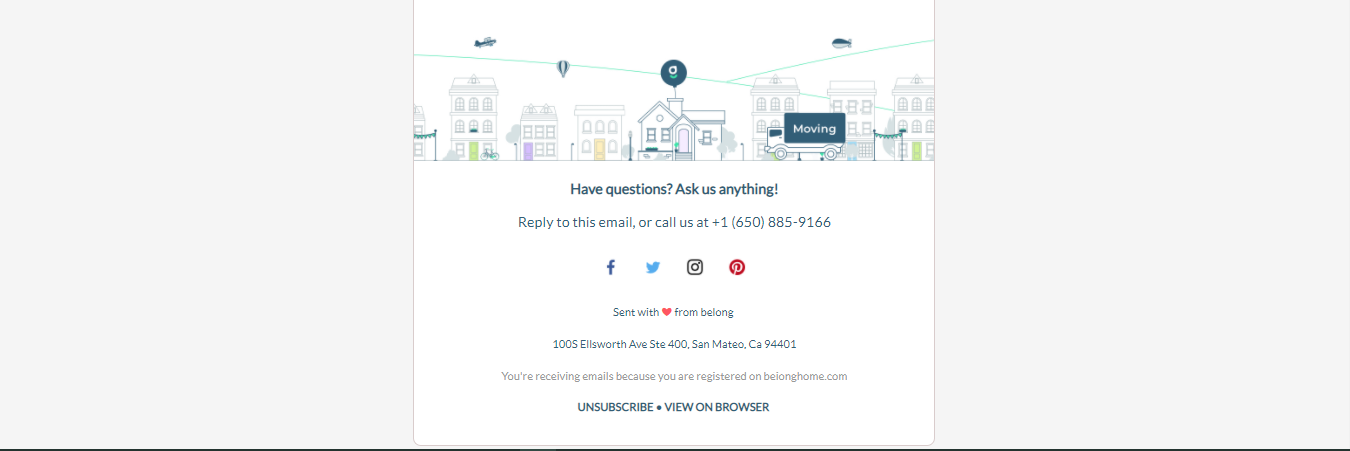 g
Moving
Have questions? Ask us anything!
Reply to this email, or call us at +1 (650) 885-9166
Sent with ❤ from belong
100S Ellsworth Ave Ste 400, San Mateo, Ca 94401
You're receiving emails because you are registered on beionghome.com
UNSUBSCRIBE • VIEW ON BROWSER